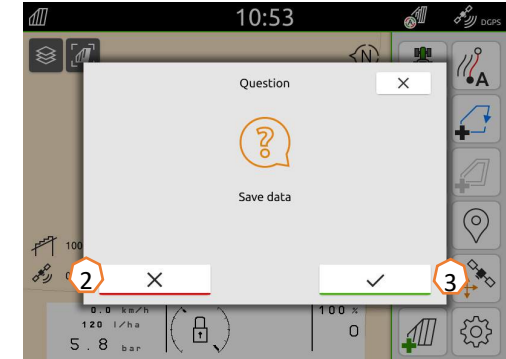 10:53
DGPS
N
A
Question
Save data
100
0
2
3
0.0 km/h
120 l/ha
5.8 bar
100 %
0